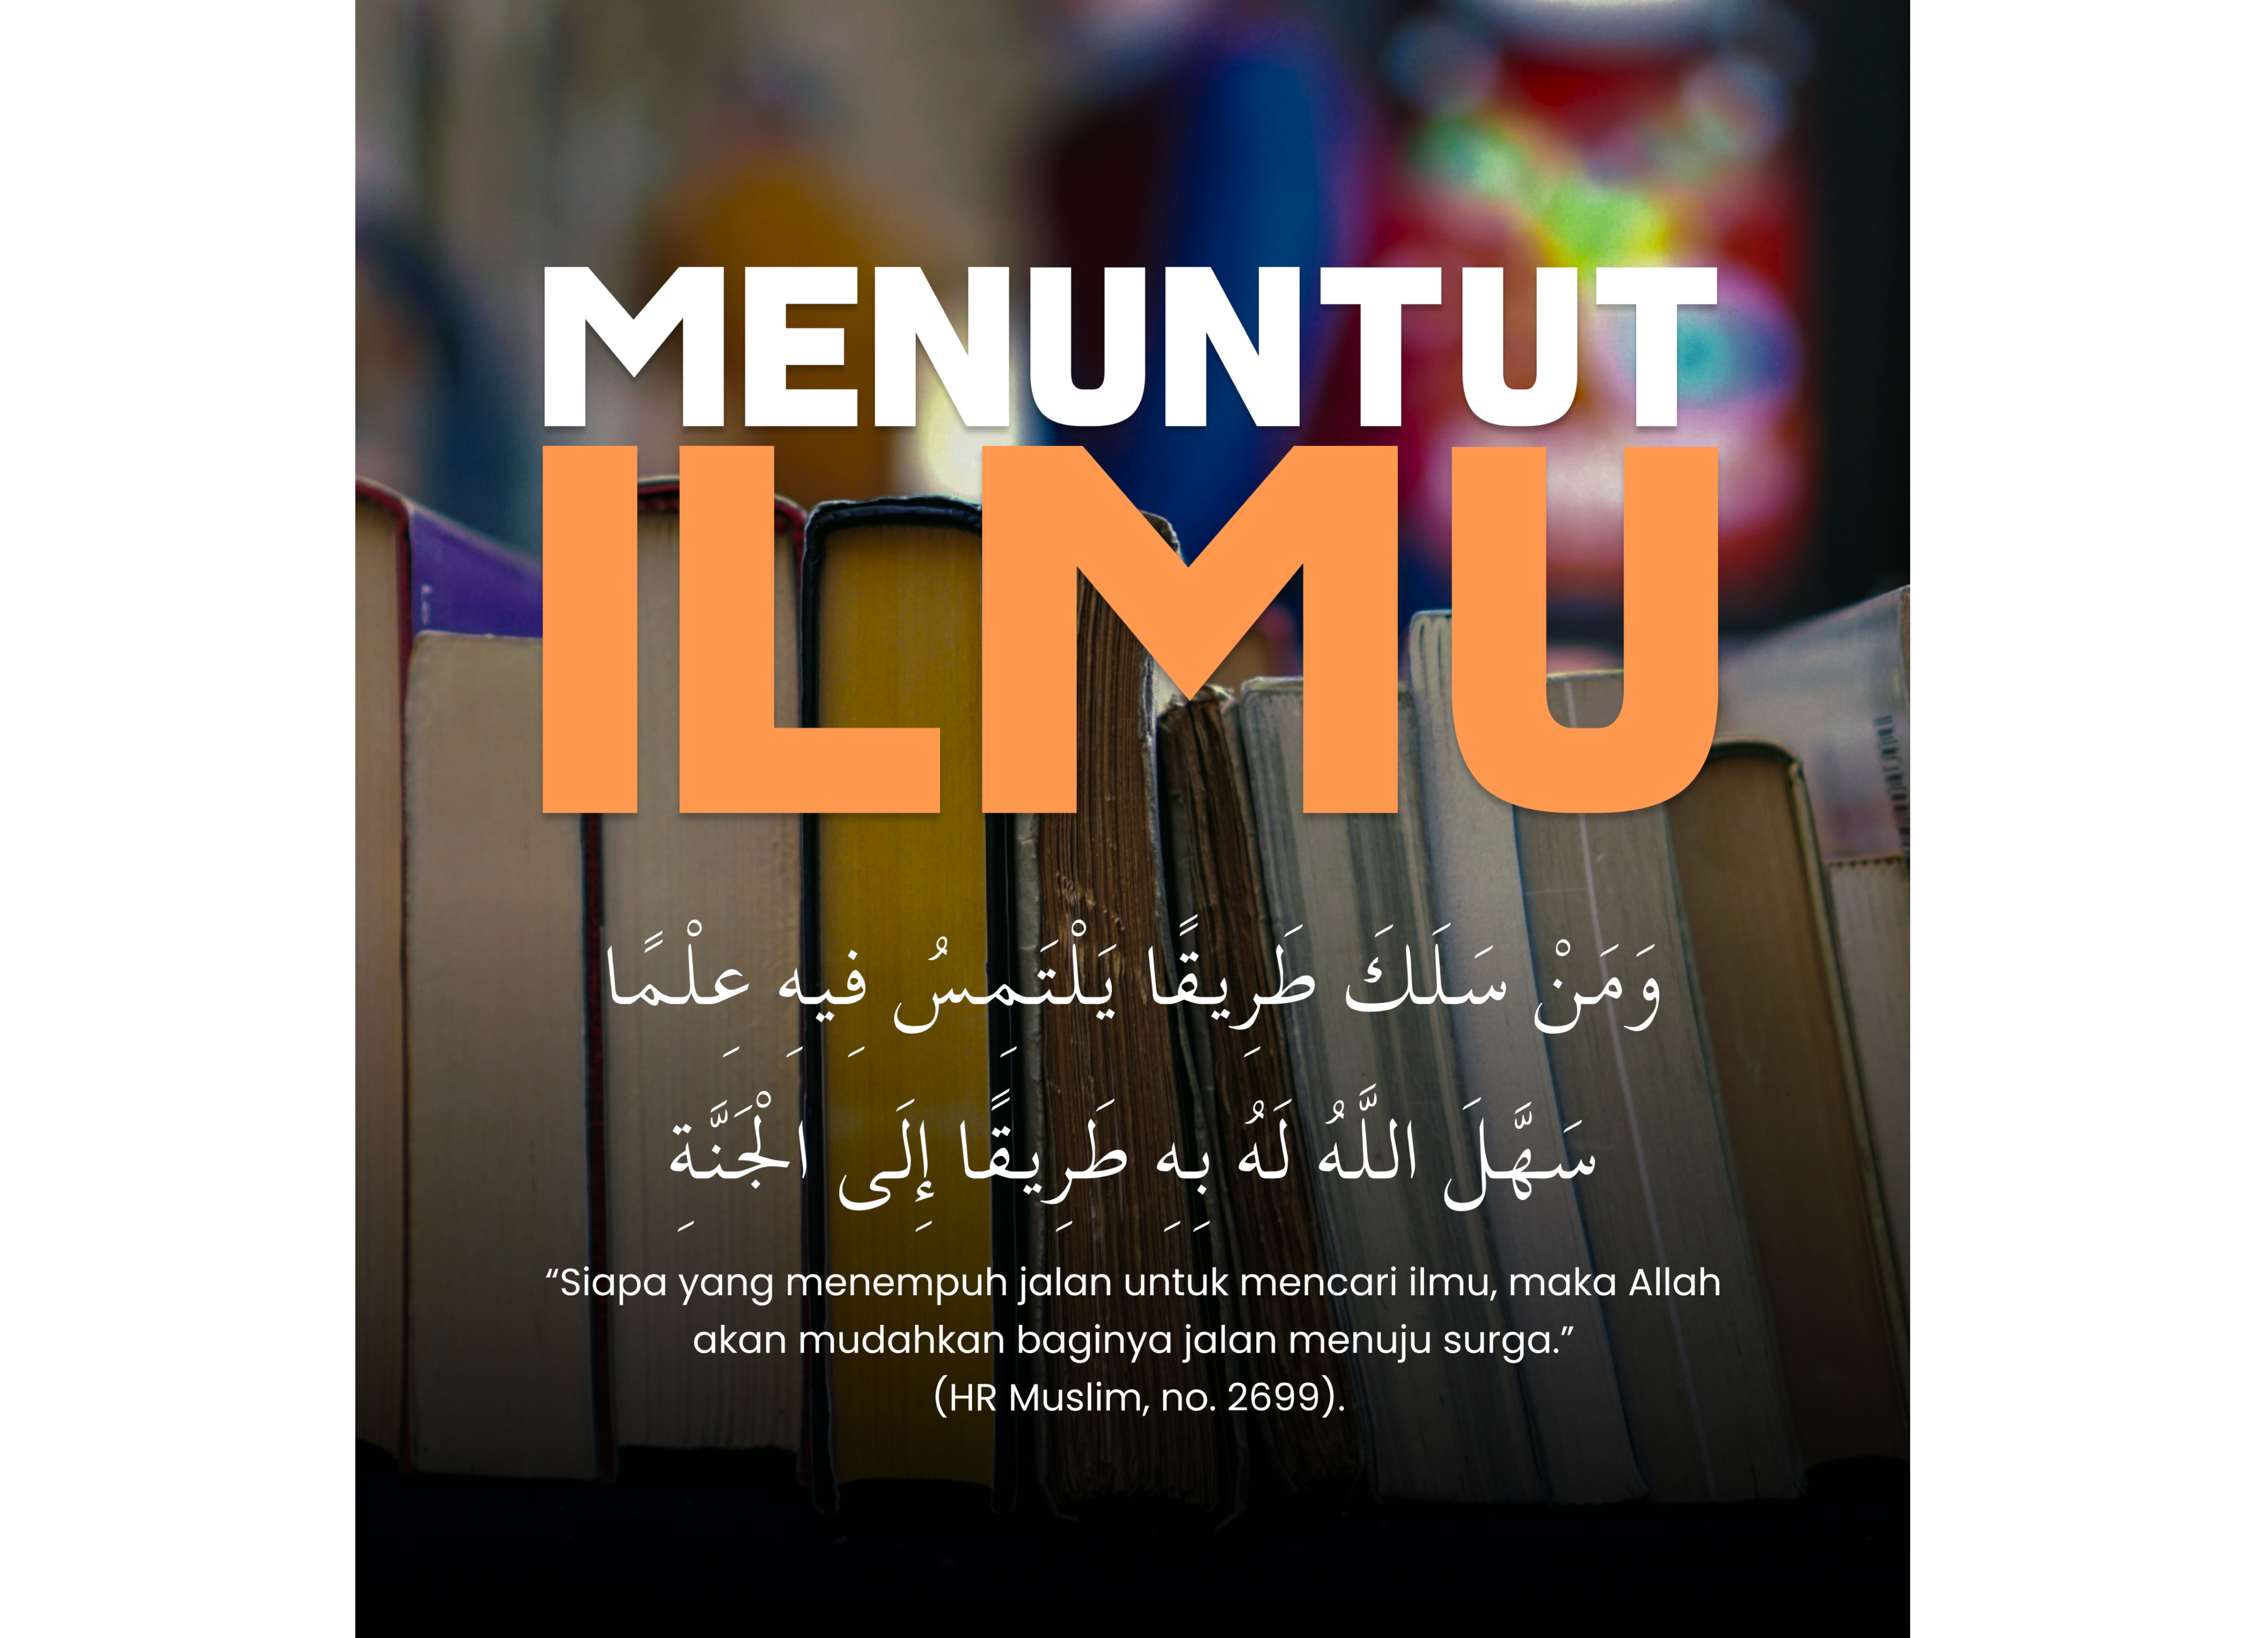 MENUNTUT
ILMU
وَمَنْ سَلَكَ طَرِيقًا يَلْتَمِسُ فِيهِ عِلْمًا
سَهَّلَ اللَّهُ لَهُ بِهِ طَرِيقًا إِلَى الْجَنَّةِ
“Siapa yang menempuh jalan untuk mencari ilmu, maka Allah
akan mudahkan baginya jalan menuju surga.”
(HR Muslim, no. 2699).